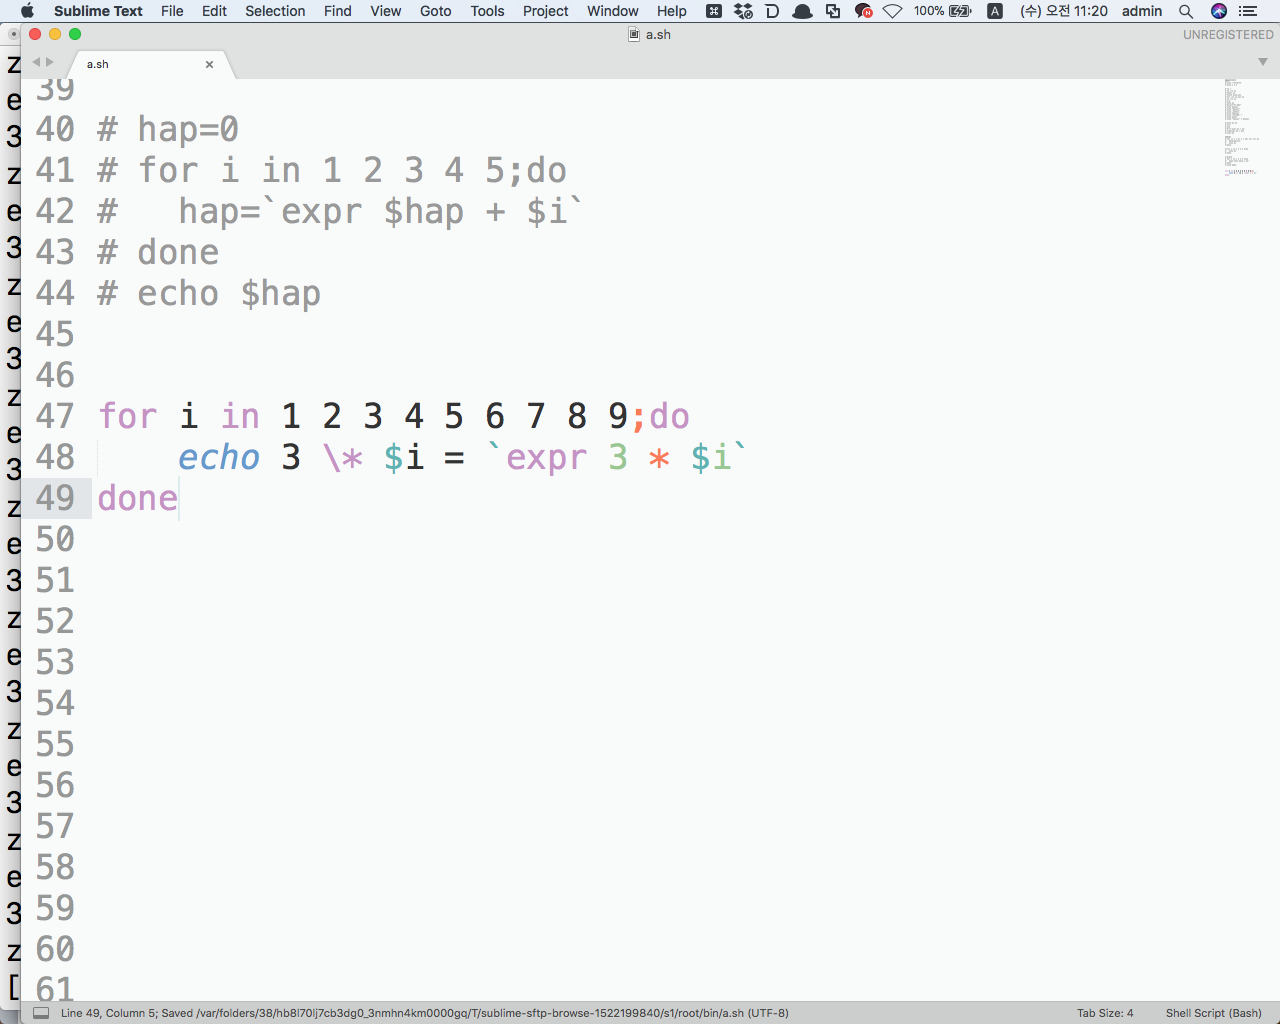 Sublime Text File Edit Selection Find View Goto Tools Project Window Help 100% A (수) 오전 11:20 admin
a.sh
UNREGISTERED
a.sh ×
39
40 # hap=0
41 # for i in 1 2 3 4 5;do
42 #   hap=`expr $hap + $i`
43 # done
44 # echo $hap
45
46
47 for i in 1 2 3 4 5 6 7 8 9;do
48     echo 3 \* $i = `expr 3 * $i`
49 done
50
51
52
53
54
55
56
57
58
59
60
61
z
e
3
z
e
3
z
e
3
z
e
3
z
e
3
z
e
3
z
e
3
z
e
3
z
[
Line 49, Column 5; Saved /var/folders/38/hb8l70lj7cb3dg0_3nmhn4km0000gq/T/sublime-sftp-browse-1522199840/s1/root/bin/a.sh (UTF-8) Tab Size: 4 Shell Script (Bash)